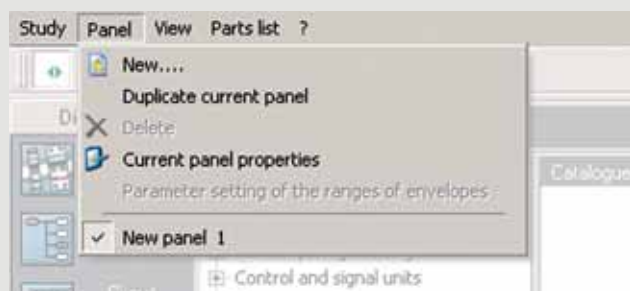 Study Panel View Parts list ?
New....
Duplicate current panel
Delete
Current panel properties
Parameter setting of the ranges of envelopes
Catalogue
New panel 1
Control and signal units